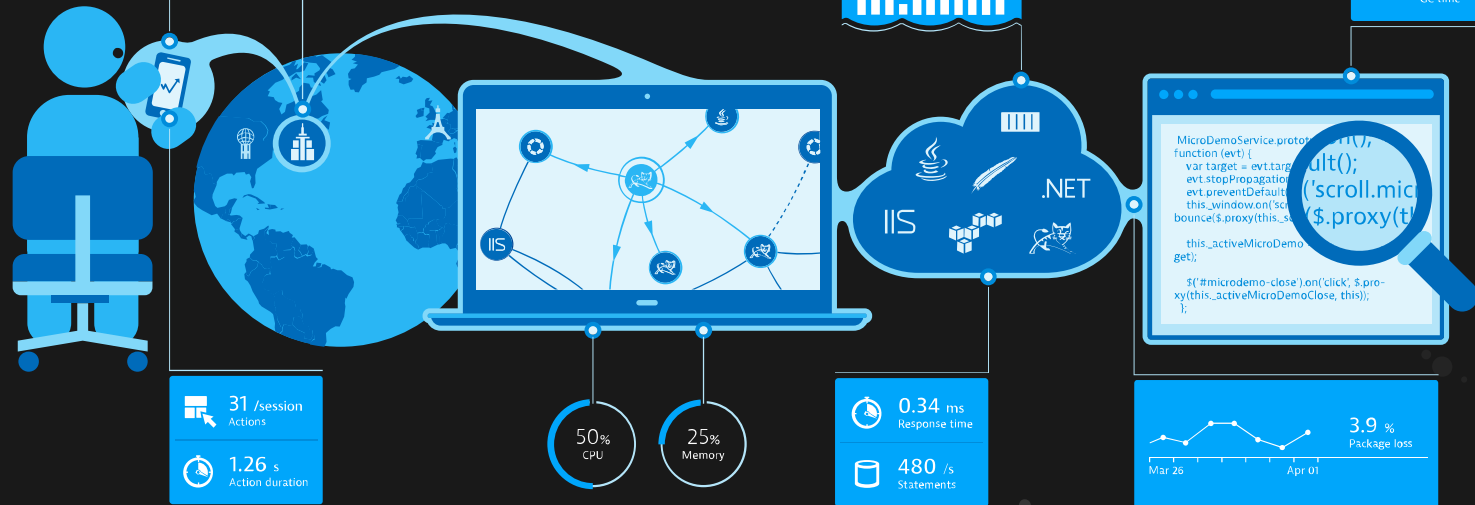 IIS
IIS
.NET
MicroDemoService.protot
function (evt) {
var target = evt.targ
evt.stopPropagation
evt.preventDefault
this._window.on('scr
bounce($.proxy(this._s
this._activeMicroDemo
get);
$('#microdemo-close').on('click', $.pro-
xy(this._activeMicroDemoClose, this));
};
ult();
('scroll.micr
($.proxy(t
31 /session
Actions
1.26 s
Action duration
50%
CPU
25%
Memory
0.34 ms
Response time
480 /s
Statements
3.9 %
Package loss
Mar 26
Apr 01